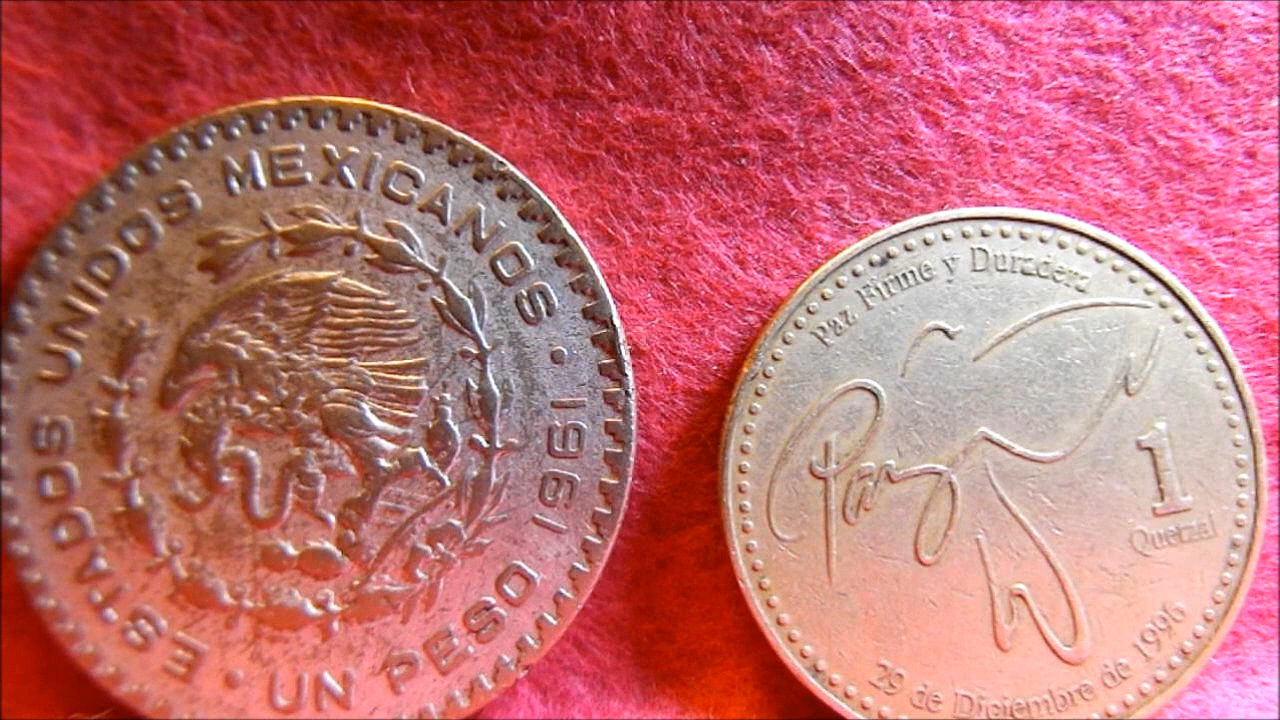 ESTADOS UNIDOS MEXICANOS · 1961
· UN PESO
Paz Firme y Duradera
Paz
1
Quetzal
29 de Diciembre de 1996